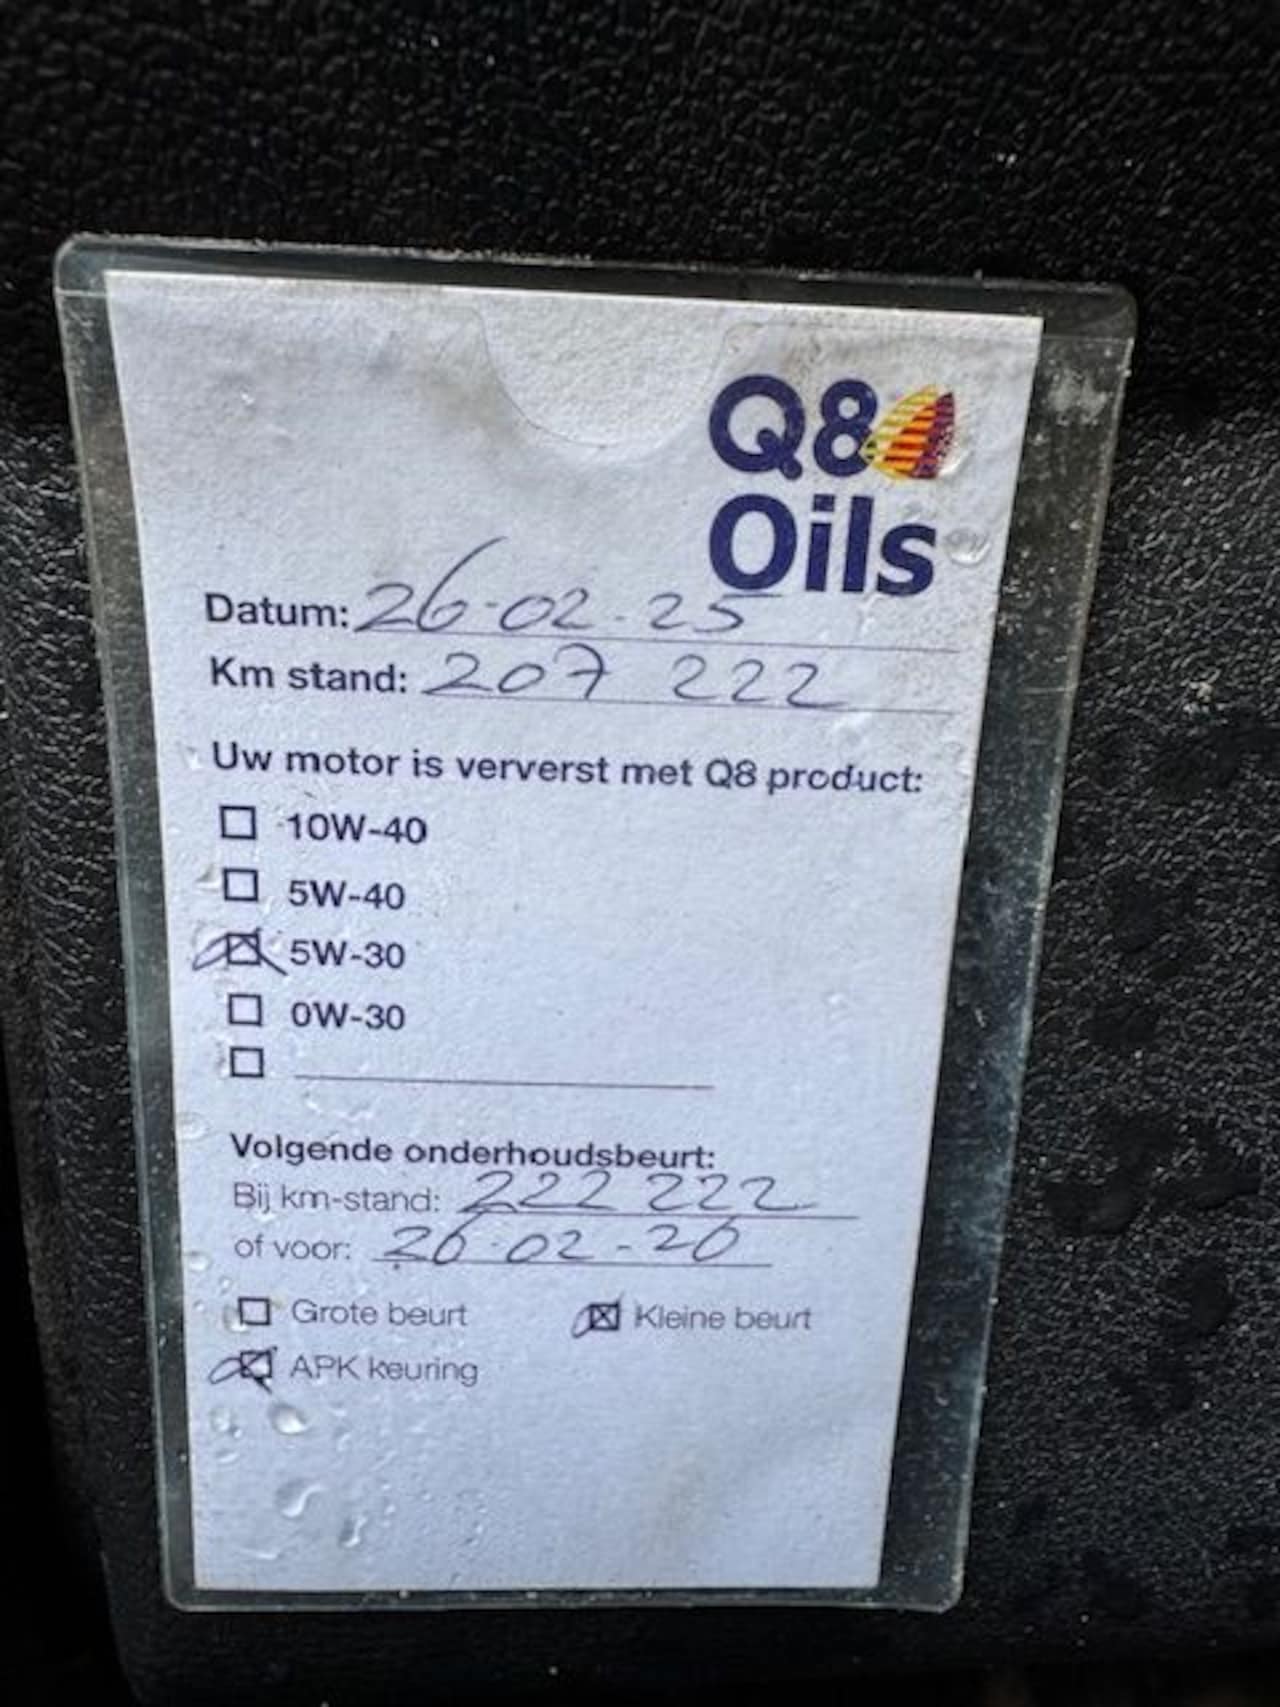 Q8
Oils
Datum: 26-02-25
Km stand: 207 222
Uw motor is ververst met Q8 product:
10W-40
5W-40
5W-30
0W-30
Volgende onderhoudsbeurt:
Bij km-stand: 222 222
of voor: 26-02-26
Grote beurt Kleine beurt
APK keuring